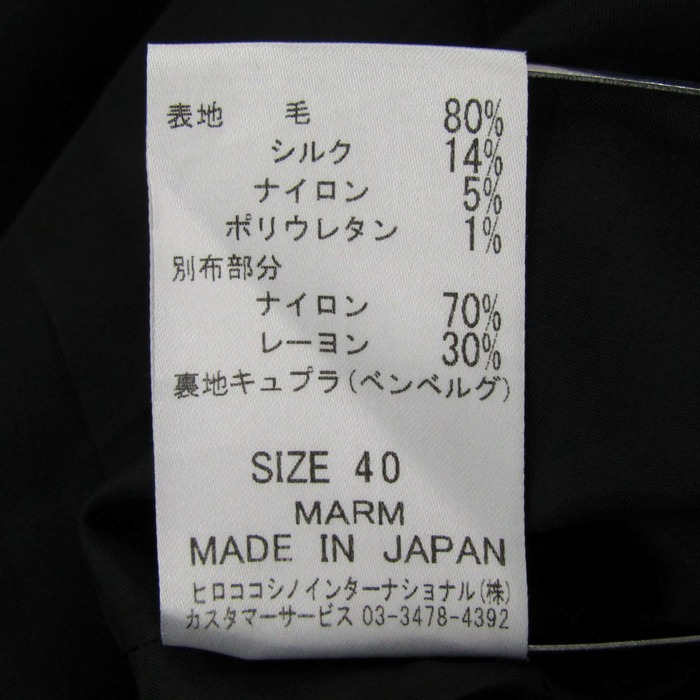 表地 毛 80%
シルク 14%
ナイロン 5%
ポリウレタン 1%
別布部分
ナイロン 70%
レーヨン 30%
裏地キュプラ(ベンベルグ)
SIZE 40
MARM
MADE IN JAPAN
ヒロココシノインターナショナル(株)
カスタマーサービス 03-3478-4392